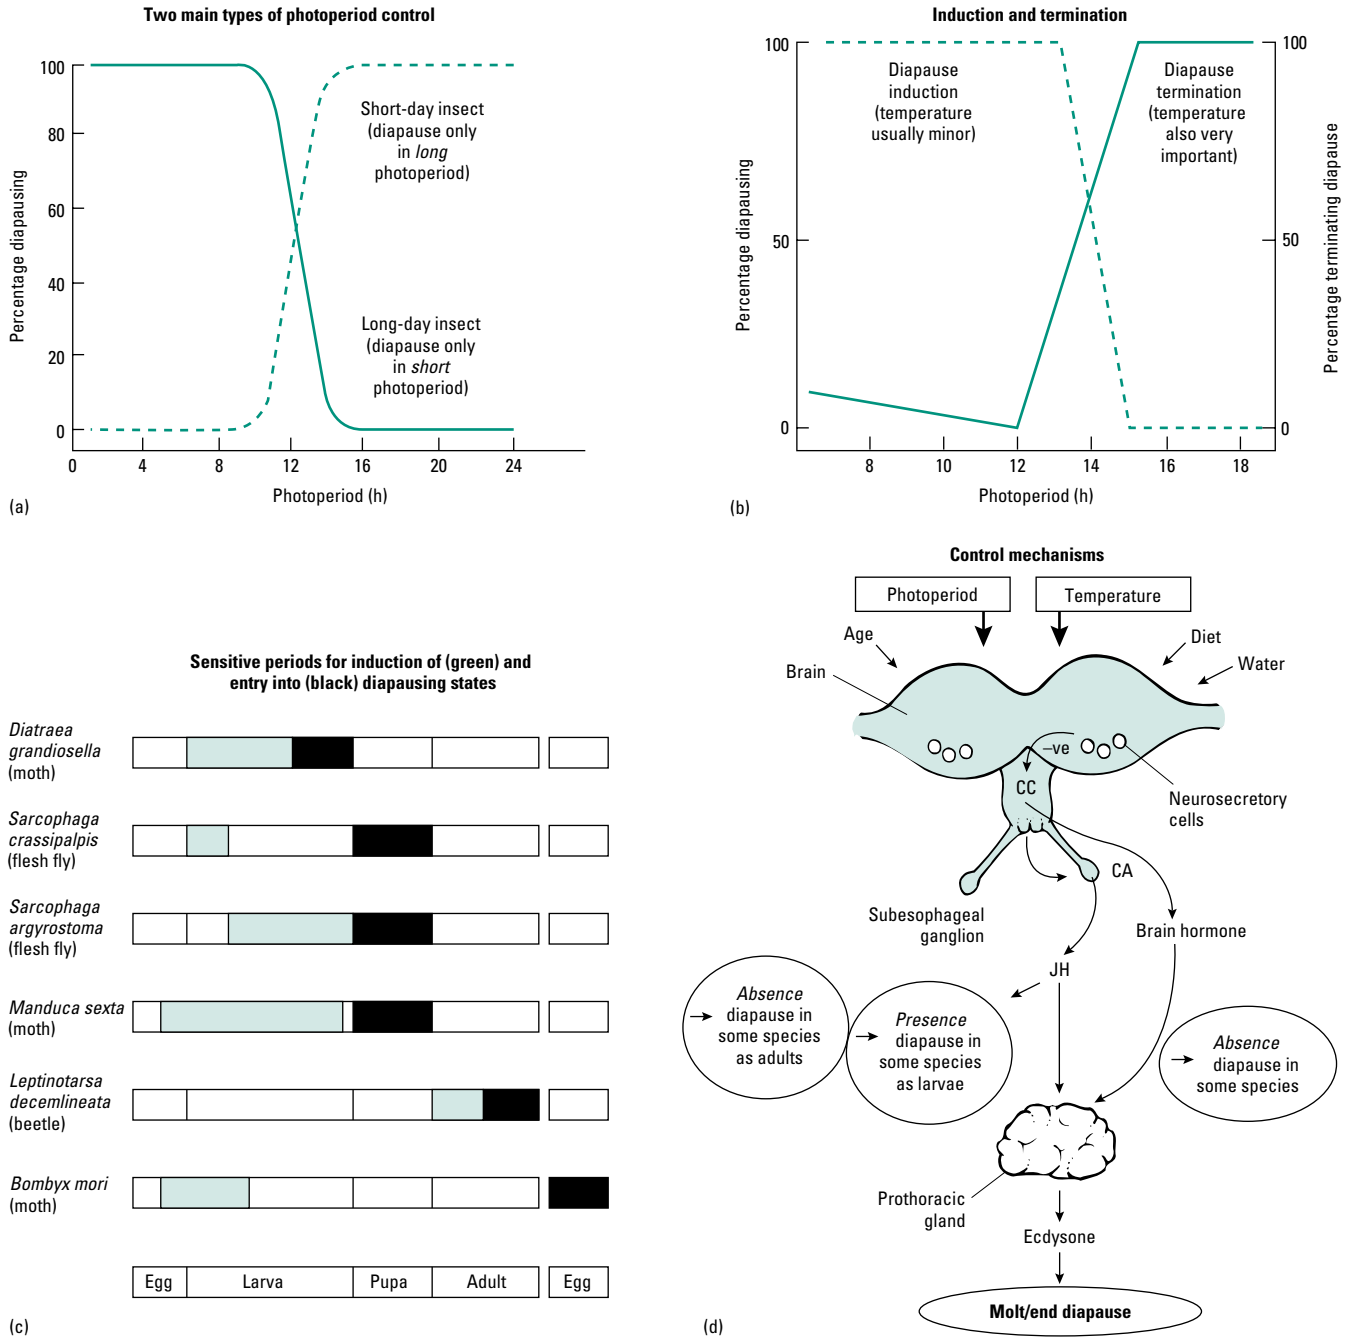 Two main types of photoperiod control
100
80
60
40
20
0
Percentage diapausing
Short-day insect
(diapause only
in long
photoperiod)
Long-day insect
(diapause only
in short
photoperiod)
0 4 8 12 16 20 24
Photoperiod (h)
(a)
Induction and termination
100
50
0
Percentage diapausing
Diapause
induction
(temperature
usually minor)
Diapause
termination
(temperature
also very
important)
100
50
0
Percentage terminating diapause
8 10 12 14 16 18
Photoperiod (h)
(b)
Sensitive periods for induction of (green) and
entry into (black) diapausing states
Diatraea
grandiosella
(moth)
Sarcophaga
crassipalpis
(flesh fly)
Sarcophaga
argyrostoma
(flesh fly)
Manduca sexta
(moth)
Leptinotarsa
decemlineata
(beetle)
Bombyx mori
(moth)
Egg Larva Pupa Adult Egg
(c)
Control mechanisms
Photoperiod
Temperature
Age
Diet
Water
Brain
–ve
CC
Neurosecretory
cells
CA
Subesophageal
ganglion
Brain hormone
JH
Absence
diapause in
some species
as adults
Presence
diapause in
some species
as larvae
Absence
diapause in
some species
Prothoracic
gland
Ecdysone
Molt/end diapause
(d)